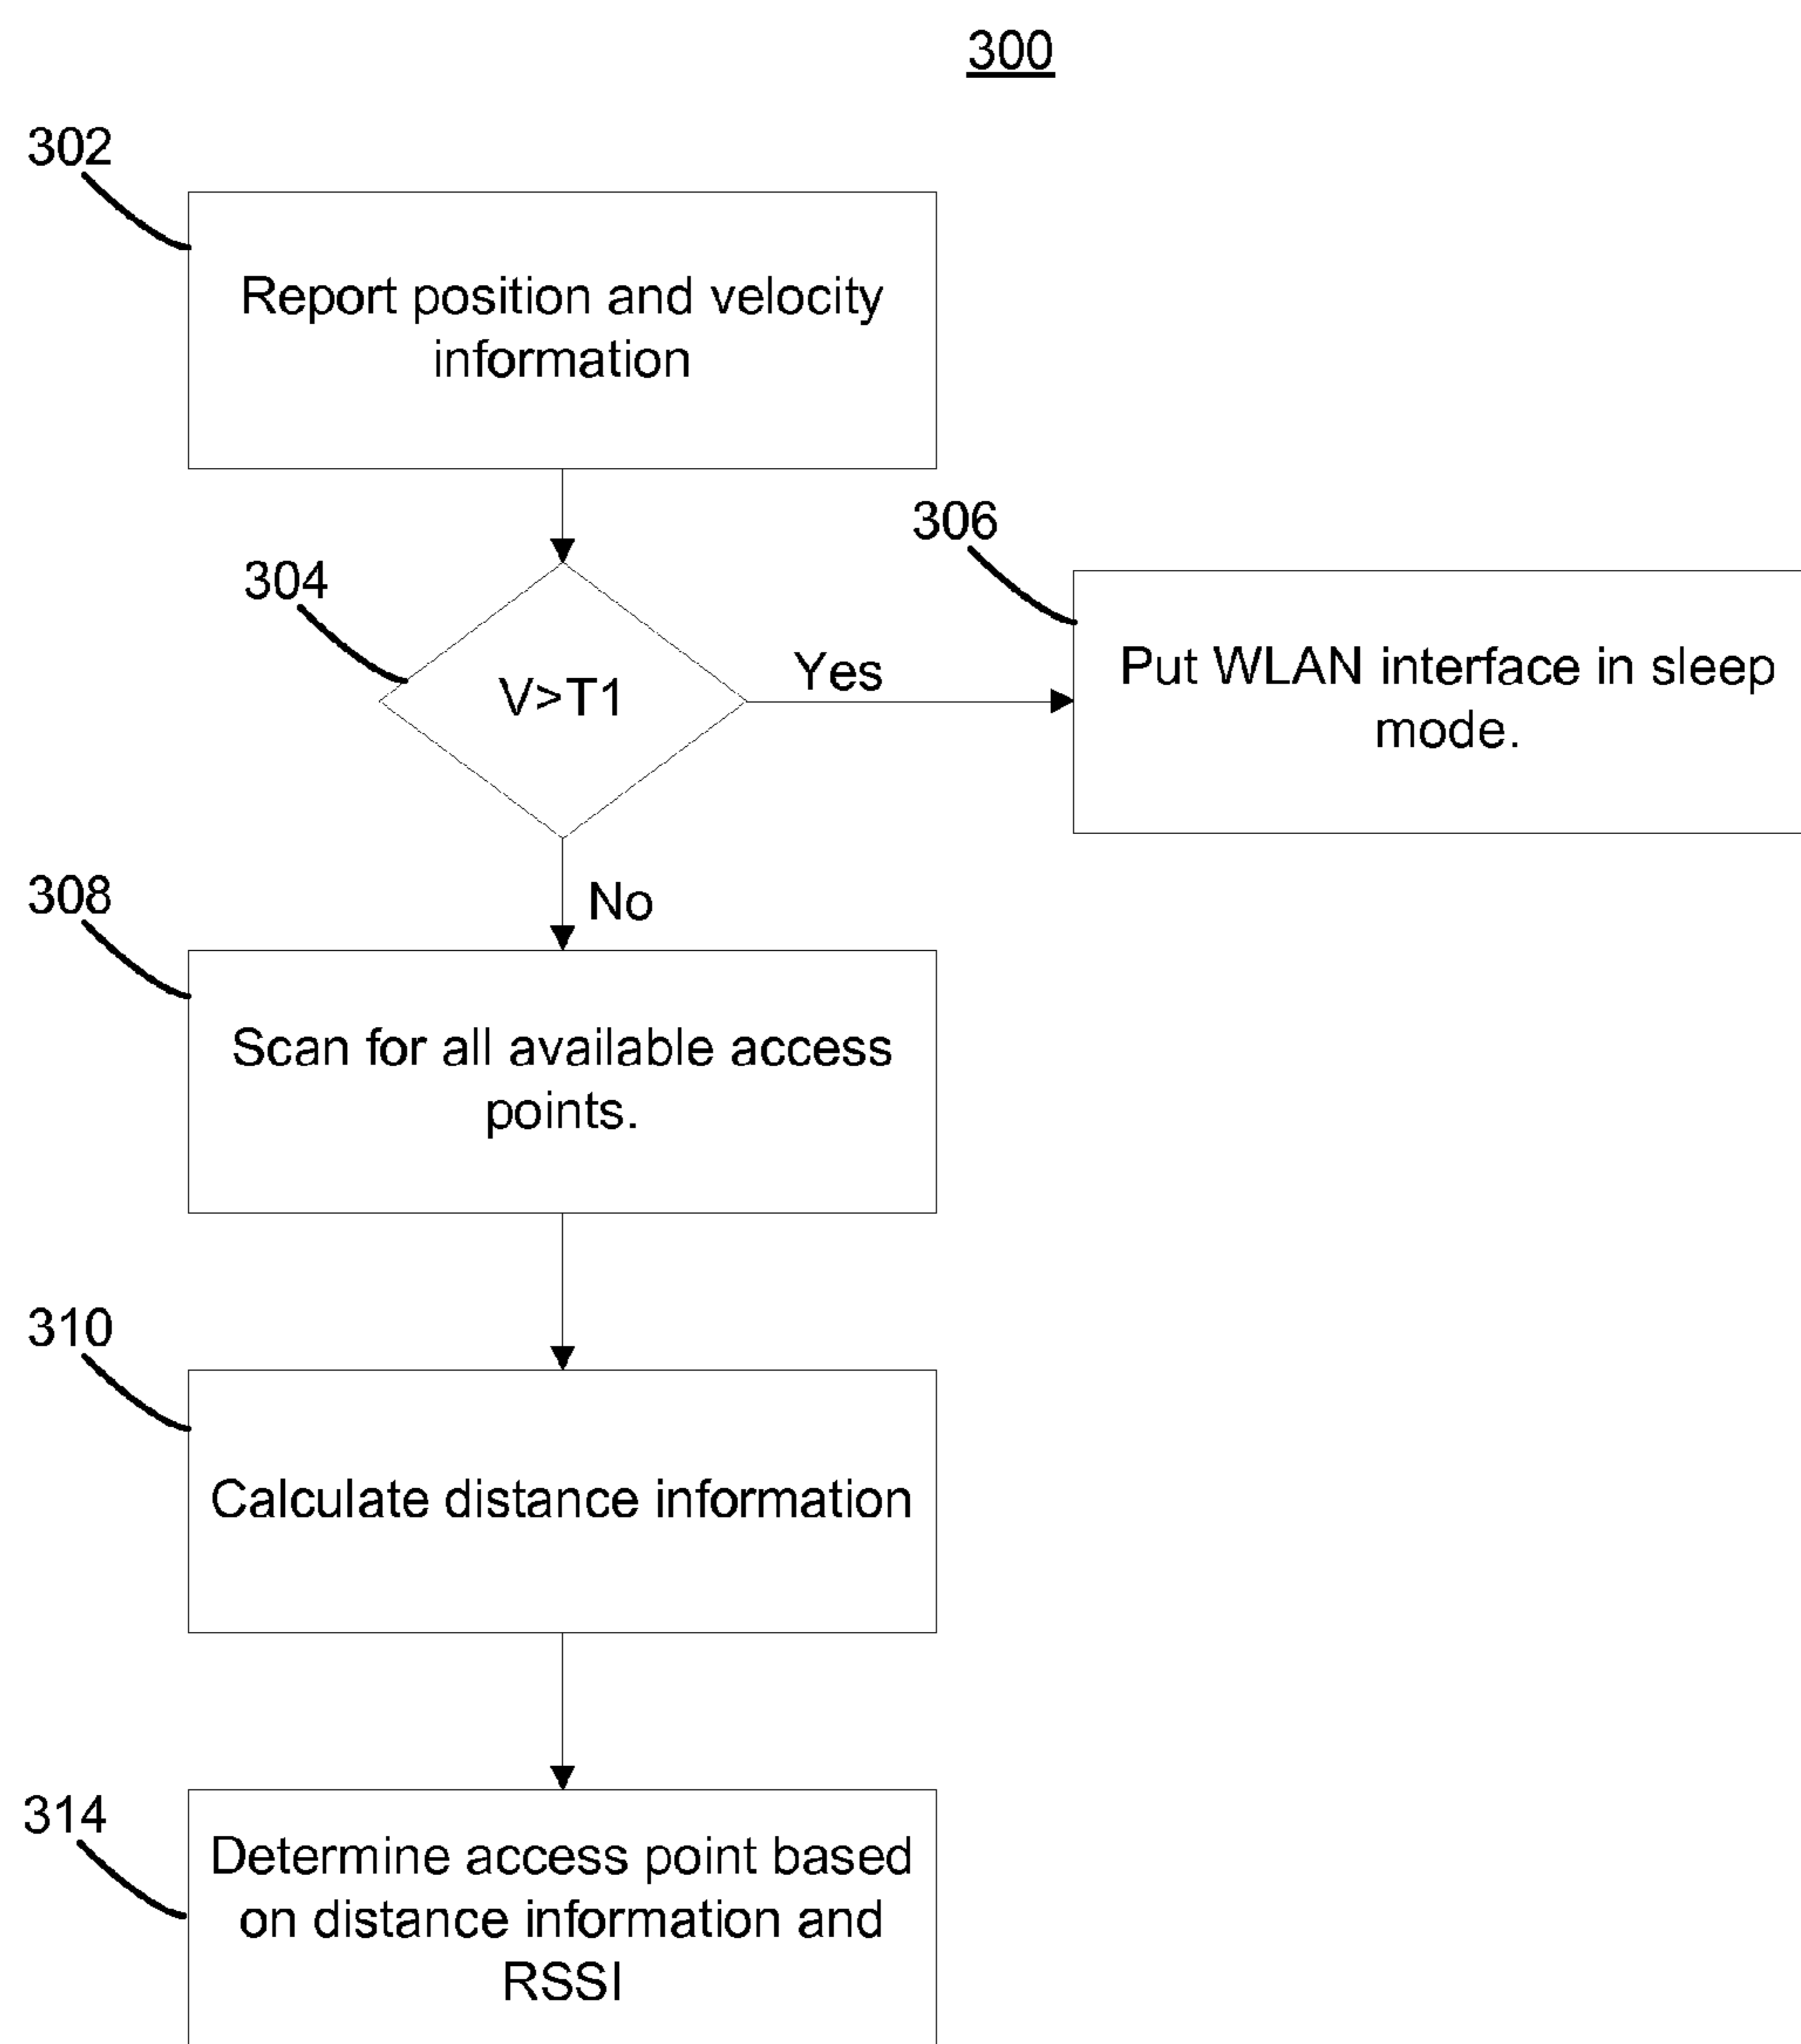 300
302
Report position and velocity
information
304
V>T1
Yes
306
Put WLAN interface in sleep
mode.
No
308
Scan for all available access
points.
310
Calculate distance information
314
Determine access point based
on distance information and
RSSI